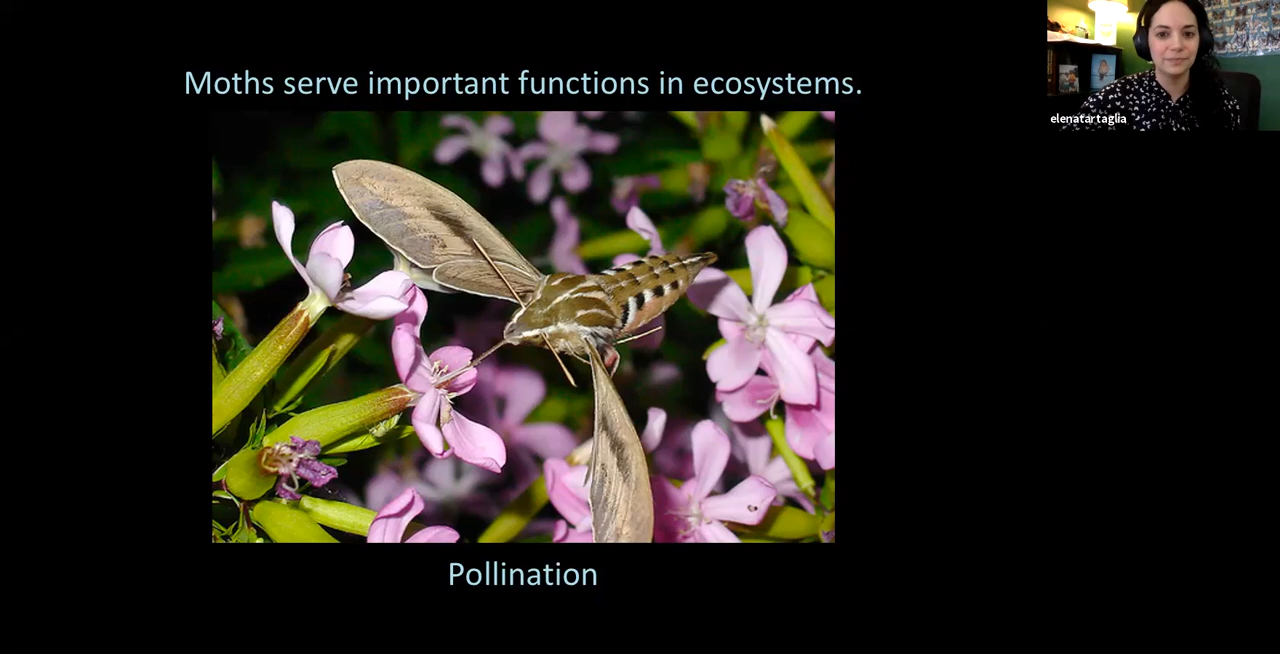 Moths serve important functions in ecosystems.
elenatartaglia
Pollination